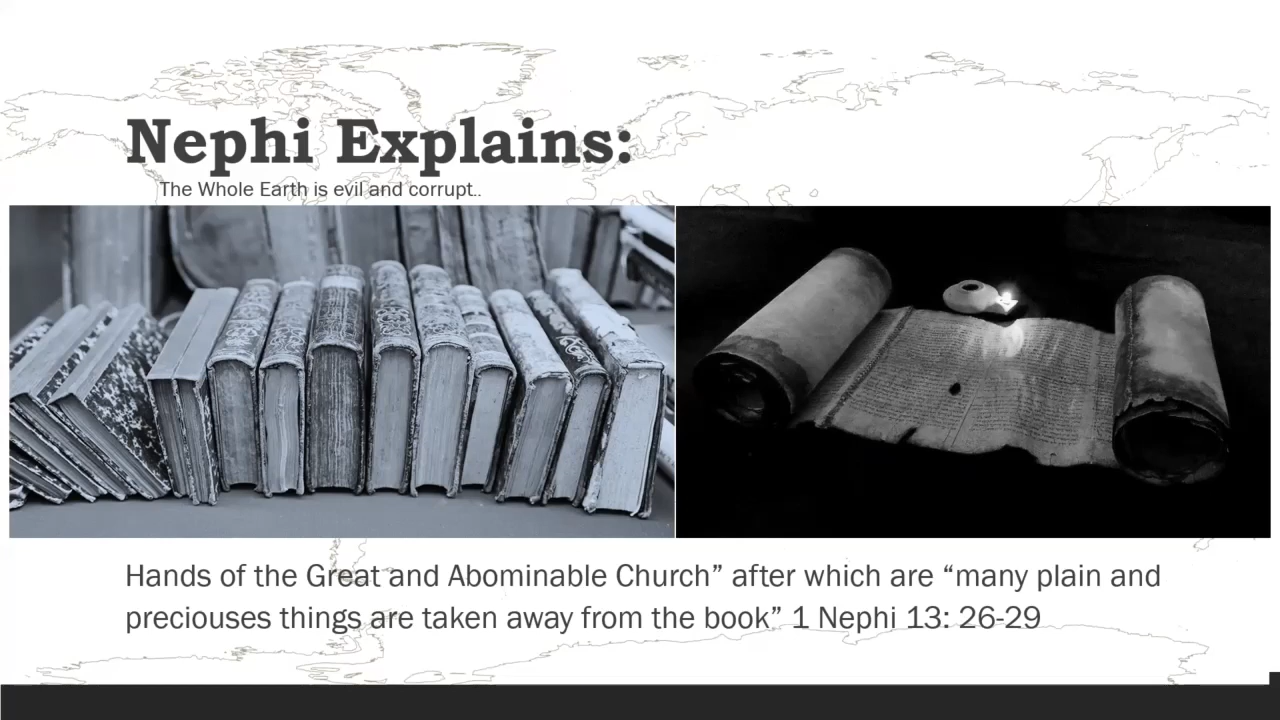 Nephi Explains:
The Whole Earth is evil and corrupt..
Hands of the Great and Abominable Church” after which are “many plain and
preciouses things are taken away from the book” 1 Nephi 13: 26-29